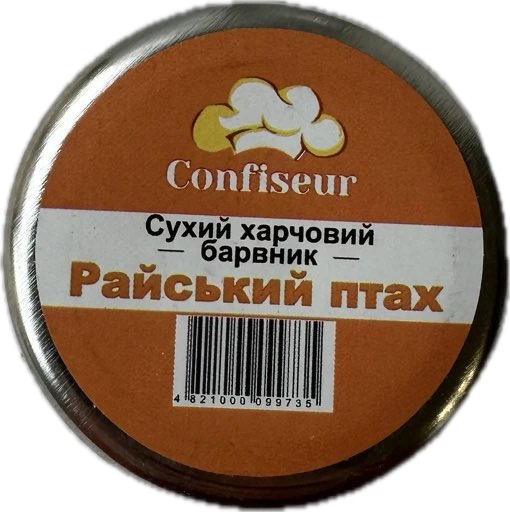 Confiseur
Сухий харчовий
— барвник —
Райський птах
4 821000 099735